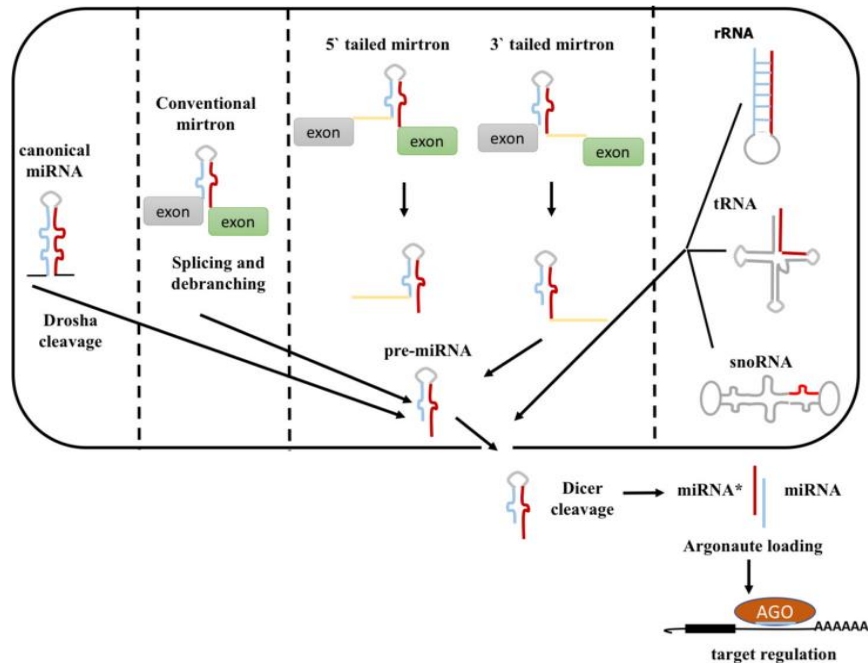 5` tailed mirtron
3` tailed mirtron
rRNA
Conventional
mirtron
exon
exon
exon
exon
canonical
miRNA
exon
exon
tRNA
Splicing and
debranching
Drosha
cleavage
pre-miRNA
snoRNA
Dicer
cleavage
miRNA*
miRNA
Argonaute loading
AGO
AAAAAA
target regulation